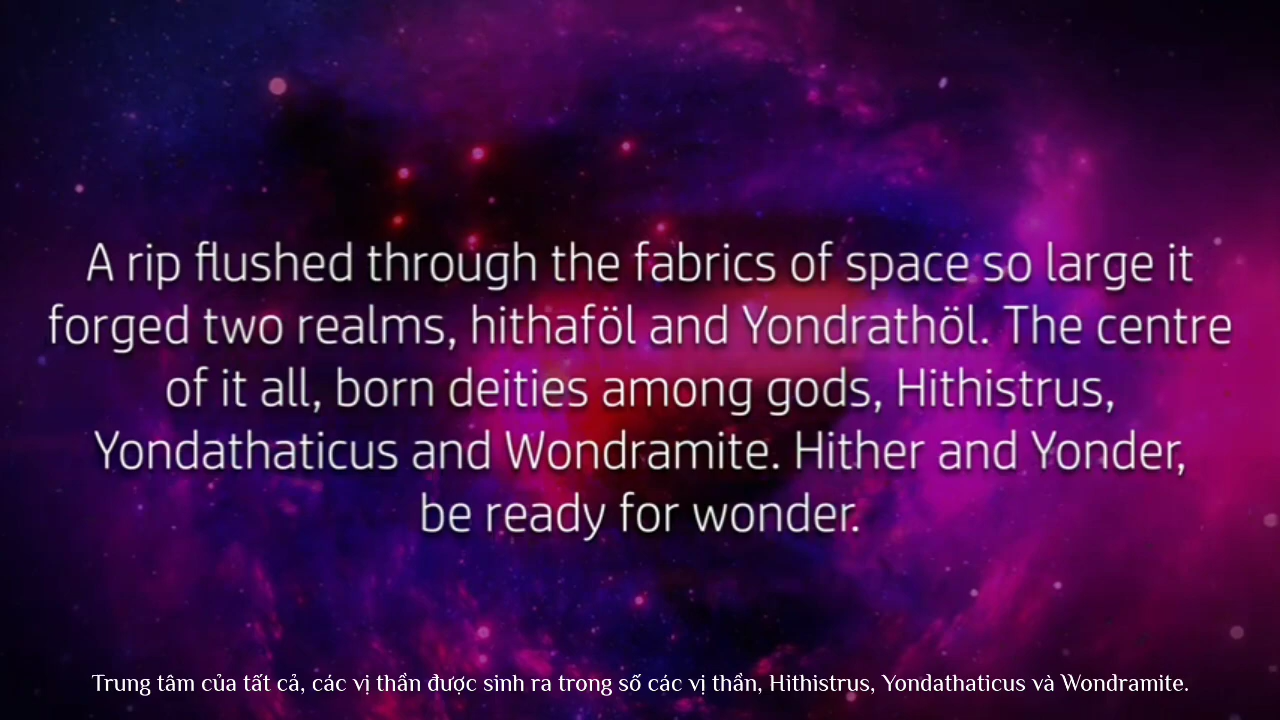 A rip flushed through the fabrics of space so large it
forged two realms, hithaföl and Yondrathöl. The centre
of it all, born deities among gods, Hithistrus,
Yondathaticus and Wondramite. Hither and Yonder,
be ready for wonder.
Trung tâm của tất cả, các vị thần được sinh ra trong số các vị thần, Hithistrus, Yondathaticus và Wondramite.